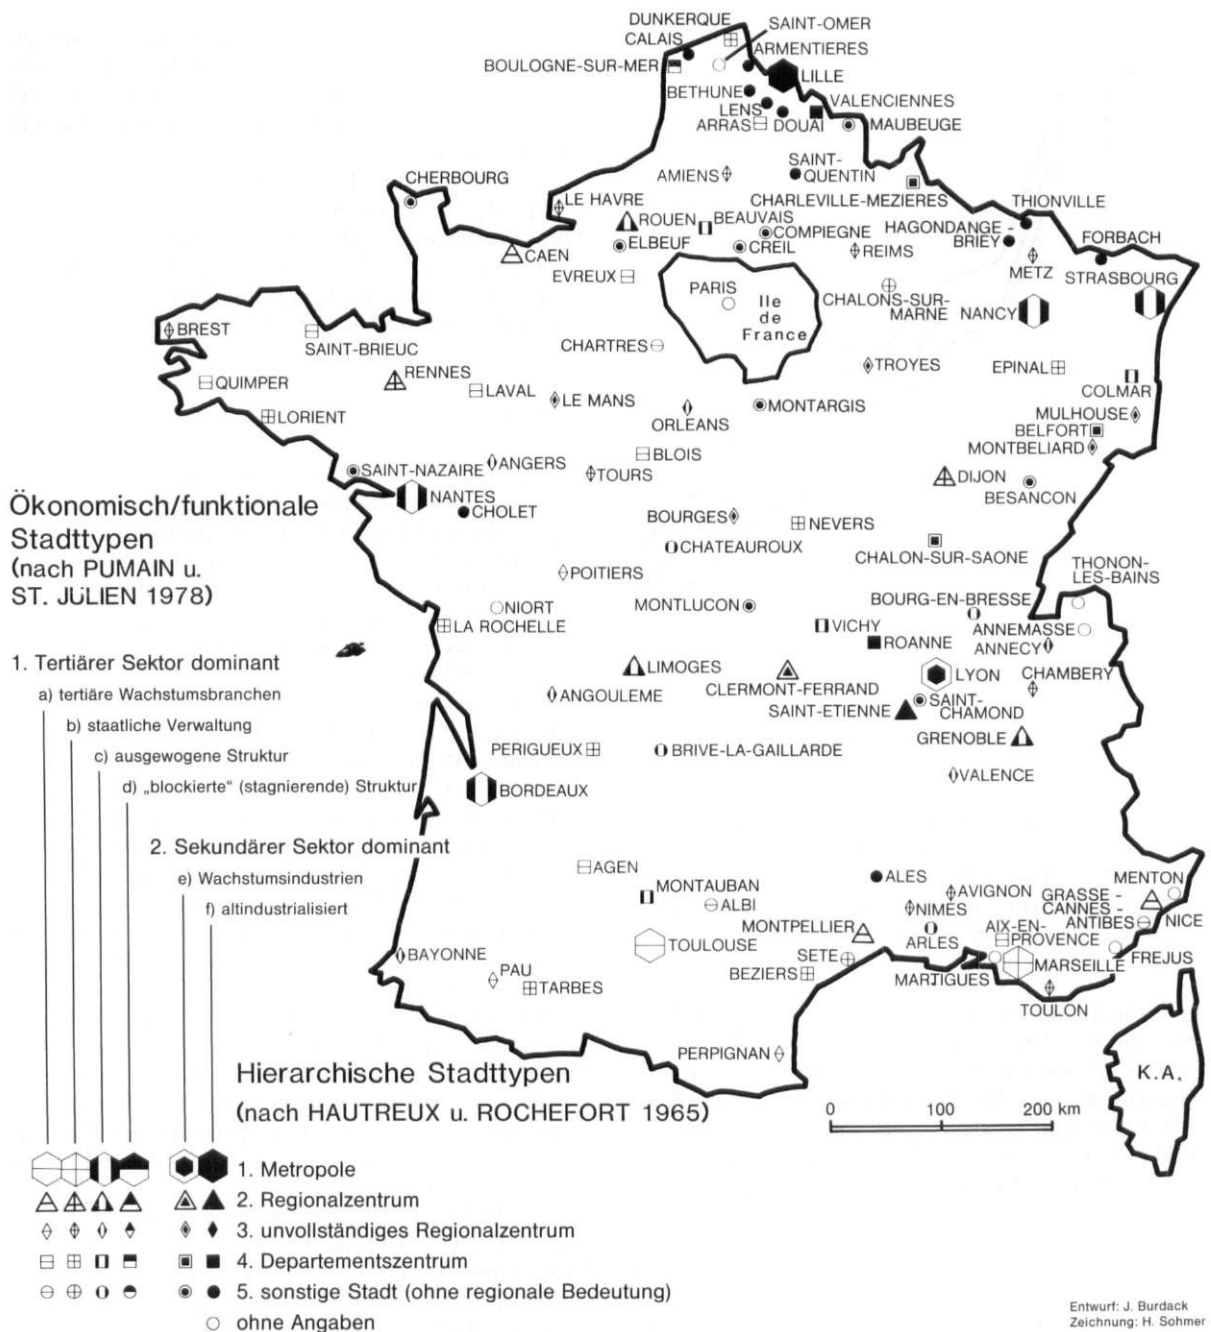 DUNKERQUE
SAINT-OMER
CALAIS
ARMENTIERES
BOULOGNE-SUR-MER
LILLE
BETHUNE
LENS
VALENCIENNES
ARRAS
DOUAI
MAUBEUGE
AMIENS
SAINT-
QUENTIN
CHERBOURG
CHARLEVILLE-MEZIERES
LE HAVRE
THIONVILLE
ROUEN
BEAUVAIS
HAGONDANGE -
BRIEY
COMPIEGNE
FORBACH
ELBEUF
CREIL
REIMS
CAEN
METZ
EVREUX
STRASBOURG
PARIS
Ile
de
France
CHALONS-SUR-
MARNE
NANCY
BREST
SAINT-BRIEUC
CHARTRES
TROYES
EPINAL
RENNES
QUIMPER
LAVAL
LE MANS
COLMAR
LORIENT
ORLEANS
MONTARGIS
MULHOUSE
BELFORT
MONTBELIARD
BLOIS
SAINT-NAZAIRE
ANGERS
TOURS
DIJON
BESANCON
NANTES
CHOLET
BOURGES
NEVERS
CHATEAUROUX
CHALON-SUR-SAONE
Ökonomisch/funktionale
Stadttypen
(nach PUMAIN u.
ST. JULIEN 1978)
THONON-
LES-BAINS
POITIERS
NIORT
MONTLUCON
BOURG-EN-BRESSE
LA ROCHELLE
VICHY
ANNEMASSE
ROANNE
ANNECY
LIMOGES
LYON
CHAMBERY
ANGOULEME
CLERMONT-FERRAND
SAINT-ETIENNE
SAINT-
CHAMOND
GRENOBLE
PERIGUEUX
BRIVE-LA-GAILLARDE
VALENCE
BORDEAUX
1. Tertiärer Sektor dominant
a) tertiäre Wachstumsbranchen
b) staatliche Verwaltung
c) ausgewogene Struktur
d) „blockierte“ (stagnierende) Struktur
2. Sekundärer Sektor dominant
e) Wachstumsindustrien
f) altindustrialisiert
AGEN
ALES
MENTON
MONTAUBAN
AVIGNON
GRASSE -
CANNES -
ANTIBES
ALBI
NIMES
NICE
MONTPELLIER
AIX-EN-
PROVENCE
ARLES
TOULOUSE
BAYONNE
SETE
MARSEILLE
FREJUS
PAU
BEZIERS
MARTIGUES
TARBES
TOULON
PERPIGNAN
K.A.
Hierarchische Stadttypen
(nach HAUTREUX u. ROCHEFORT 1965)
0 100 200 km
1. Metropole
2. Regionalzentrum
3. unvollständiges Regionalzentrum
4. Departementszentrum
5. sonstige Stadt (ohne regionale Bedeutung)
ohne Angaben
Entwurf: J. Burdack
Zeichnung: H. Sohmer